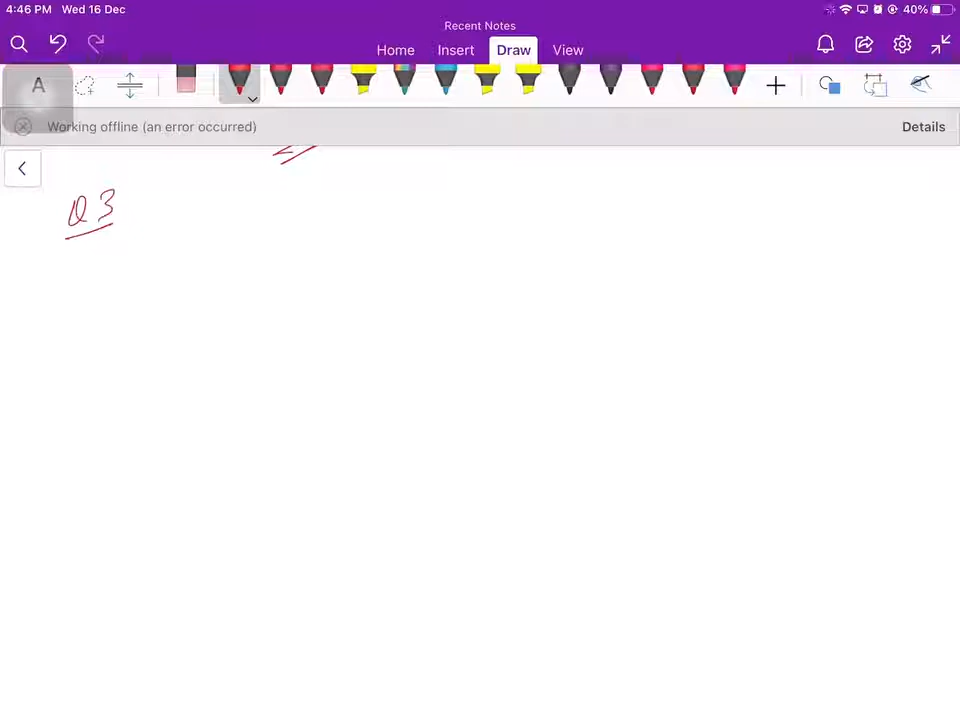 4:46 PM Wed 16 Dec
40%
Recent Notes
Home Insert Draw View
A
Working offline (an error occurred)
Details
Q3